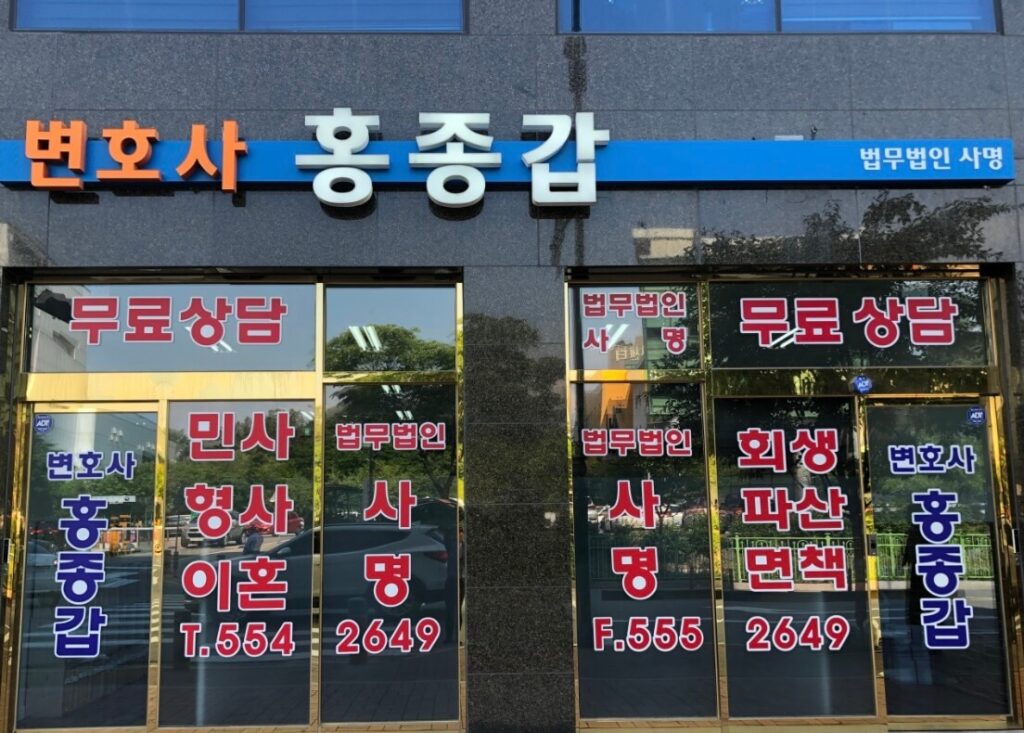 변호사 홍종갑 법무법인 사명
무료상담
변호사
홍종갑
민사
형사
이혼
T.554
법무법인
사
명
2649
법무법인
사 명
법무법인
사
명
F.555
무료상담
회생
파산
면책
2649
변호사
홍종갑
ADT
ADT